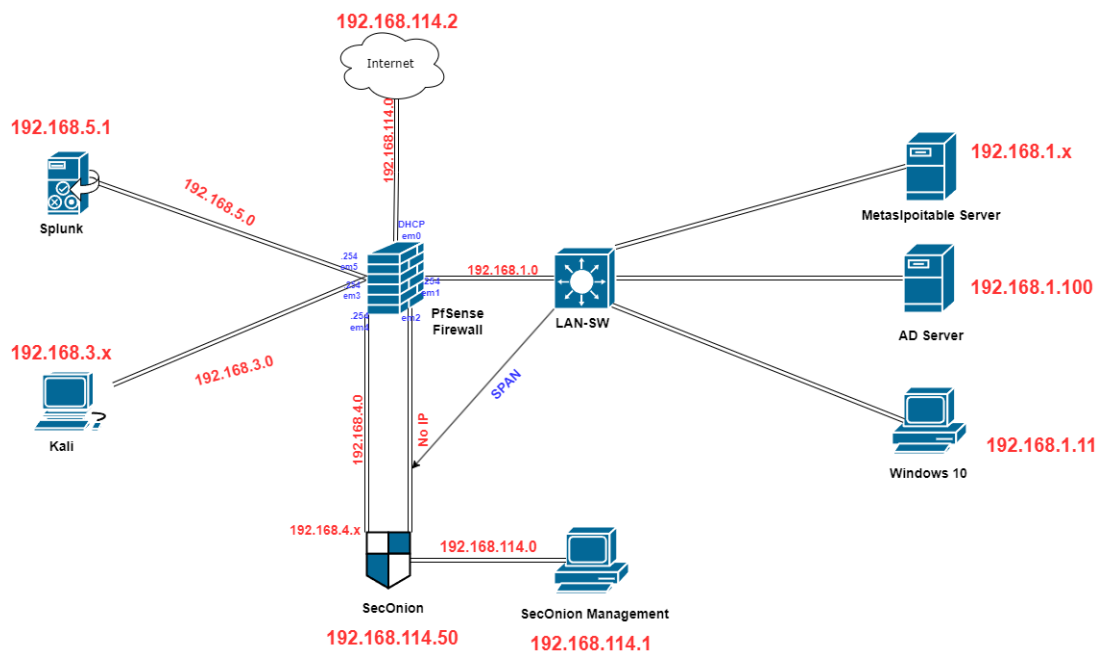 192.168.114.2
Internet
192.168.114.0
192.168.5.1
Splunk
192.168.5.0
DHCP
em0
.254
em5
.254
em3
.254
em4
.254
em1
em2
PfSense
Firewall
192.168.1.0
LAN-SW
192.168.1.x
Metaslpoitable Server
192.168.1.100
AD Server
192.168.1.11
Windows 10
192.168.3.x
Kali
192.168.3.0
192.168.4.0
No IP
SPAN
192.168.4.x
SecOnion
192.168.114.50
192.168.114.0
SecOnion Management
192.168.114.1